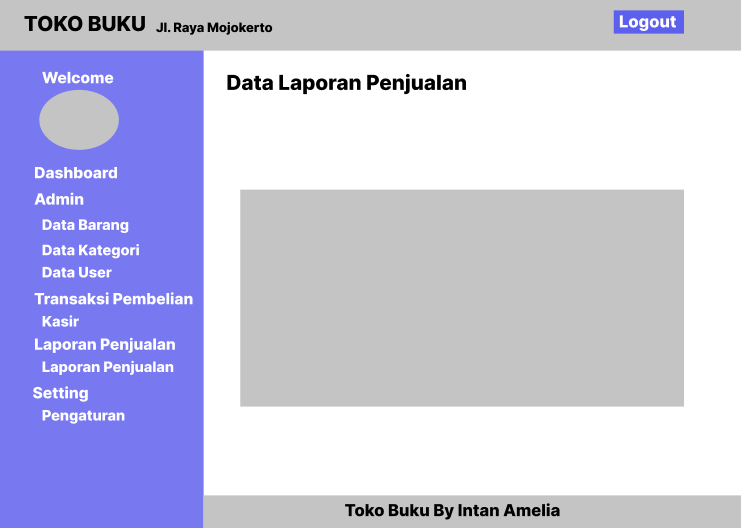 TOKO BUKU Jl. Raya Mojokerto
Logout
Welcome
Data Laporan Penjualan
Dashboard
Admin
Data Barang
Data Kategori
Data User
Transaksi Pembelian
Kasir
Laporan Penjualan
Laporan Penjualan
Setting
Pengaturan
Toko Buku By Intan Amelia